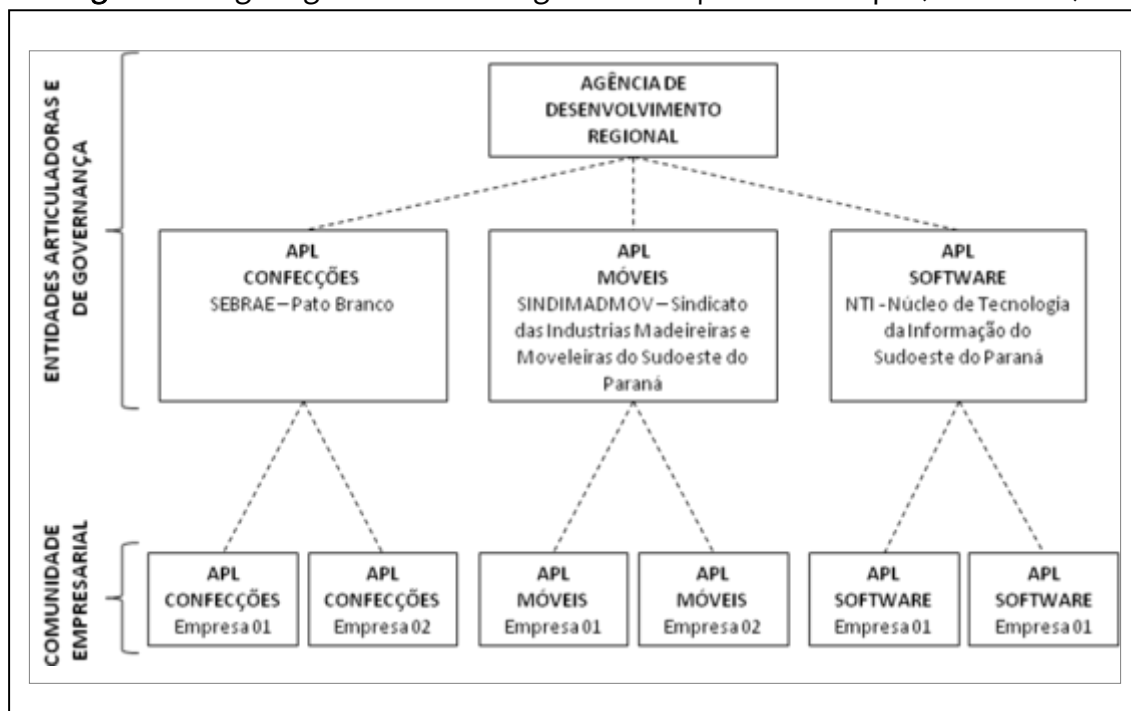 AGÊNCIA DE
DESENVOLVIMENTO
REGIONAL
ENTIDADES ARTICULADORAS E
DE GOVERNANÇA
APL
CONFECÇÕES
SEBRAE – Pato Branco
APL
MÓVEIS
SINDIMADMOV – Sindicato
das Industrias Madeireiras e
Moveleiras do Sudoeste do
Paraná
APL
SOFTWARE
NTI - Núcleo de Tecnologia
da Informação do
Sudoeste do Paraná
COMUNIDADE
EMPRESARIAL
APL
CONFECÇÕES
Empresa 01
APL
CONFECÇÕES
Empresa 02
APL
MÓVEIS
Empresa 01
APL
MÓVEIS
Empresa 02
APL
SOFTWARE
Empresa 01
APL
SOFTWARE
Empresa 01